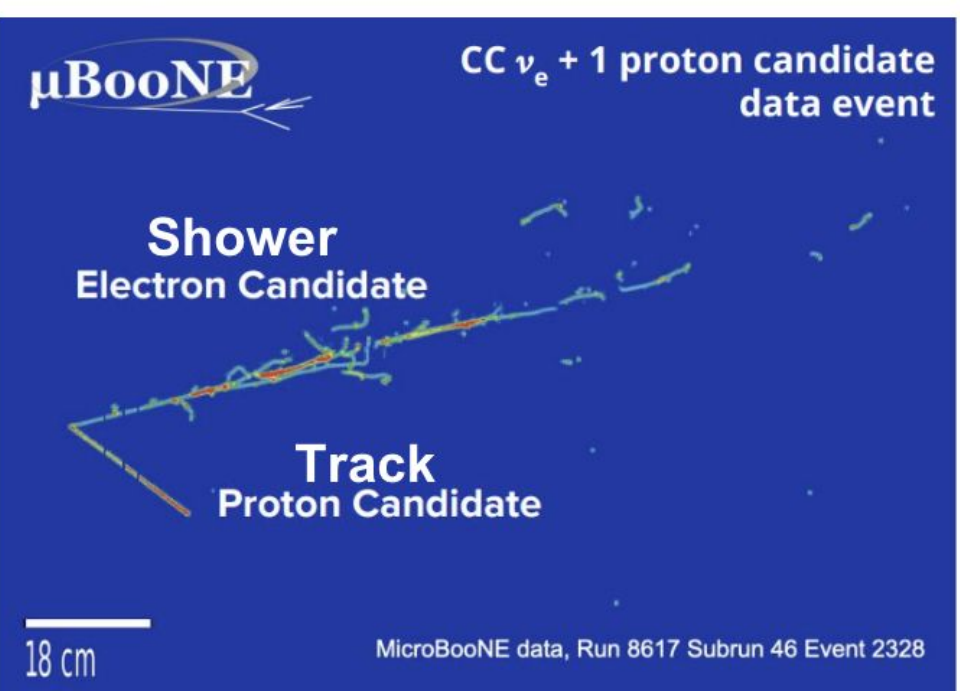 µBooNE
CC νe + 1 proton candidate
data event
Shower
Electron Candidate
Track
Proton Candidate
18 cm
MicroBooNE data, Run 8617 Subrun 46 Event 2328